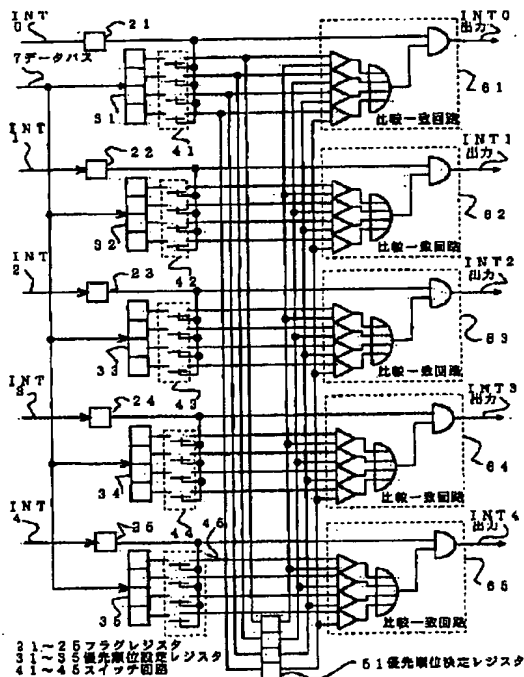 INT
0
21
INT0
出力
7データバス
31
41
61
比較一致回路
INT
1
22
INT1
出力
32
42
62
比較一致回路
INT
2
23
INT2
出力
33
43
63
比較一致回路
INT
3
24
INT3
出力
34
44
64
比較一致回路
INT
4
25
46
INT4
出力
35
65
比較一致回路
21~25フラグレジスタ
31~35優先順位設定レジスタ
41~45スイッチ回路
51優先順位決定レジスタ